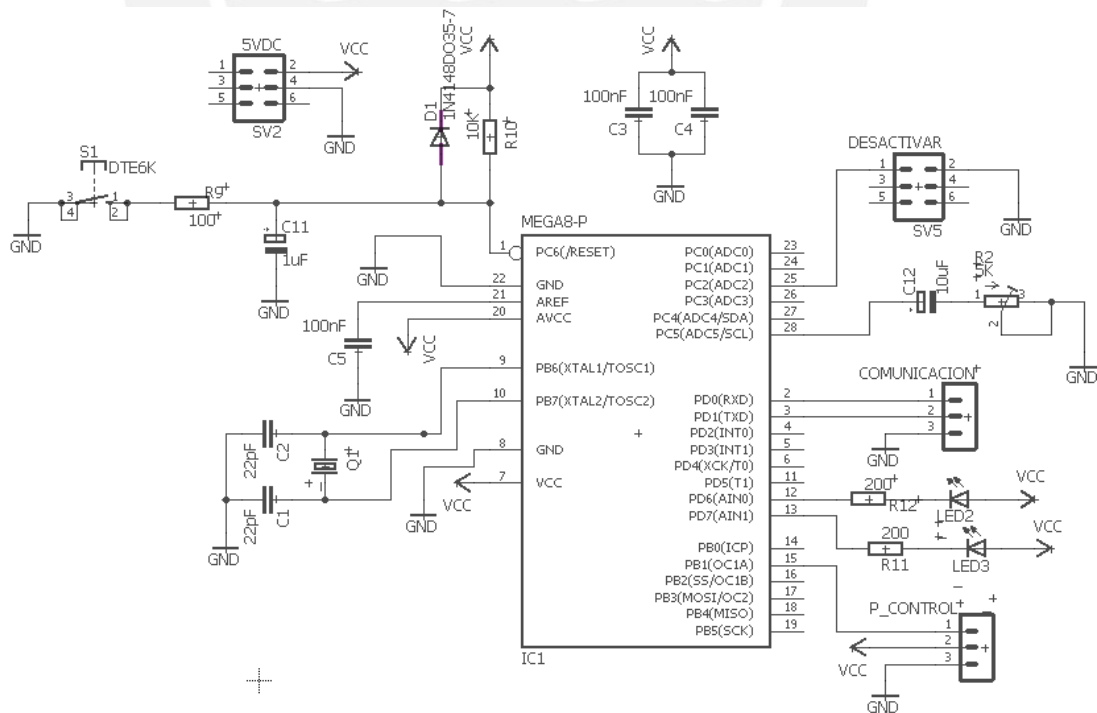 5VDC
1
2
VCC
3
4
5
6
SV2
GND
1N4148DO35-7
D1
VCC
10K
R10
VCC
100nF
100nF
C3
C4
GND
S1
DTE6K
3
1
4
2
GND
R9
100
C11
1uF
GND
DESACTIVAR
1
2
3
4
5
6
SV5
GND
MEGA8-P
1
PC6(/RESET)
GND
22
GND
21
AREF
20
AVCC
100nF
C5
GND
VCC
9
PB6(XTAL1/TOSC1)
10
PB7(XTAL2/TOSC2)
8
GND
7
VCC
VCC
GND
22pF
C2
22pF
C1
Q1
GND
PC0(ADC0)
23
PC1(ADC1)
24
PC2(ADC2)
25
PC3(ADC3)
26
PC4(ADC4/SDA)
27
PC5(ADC5/SCL)
28
C12
10uF
R2
5K
1
3
2
GND
COMUNICACION
PD0(RXD)
2
1
PD1(TXD)
3
2
PD2(INT0)
4
3
PD3(INT1)
5
GND
PD4(XCK/T0)
6
PD5(T1)
11
PD6(AIN0)
12
200
R12
LED2
VCC
PD7(AIN1)
13
200
R11
LED3
VCC
PB0(ICP)
14
PB1(OC1A)
15
PB2(SS/OC1B)
16
PB3(MOSI/OC2)
17
PB4(MISO)
18
PB5(SCK)
19
P_CONTROL
1
2
3
VCC
GND
IC1